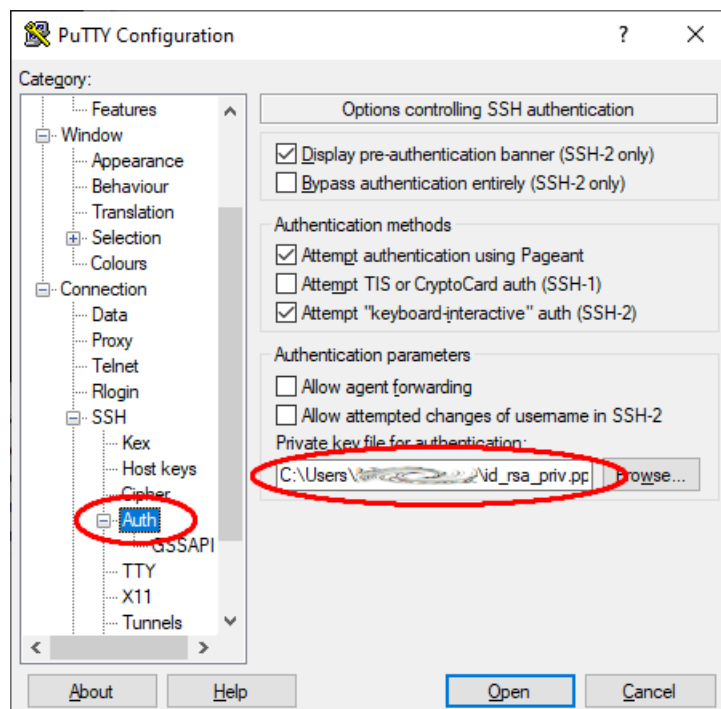 PuTTY Configuration
?
Category:
Features
Window
Appearance
Behaviour
Translation
Selection
Colours
Connection
Data
Proxy
Telnet
Rlogin
SSH
Kex
Host keys
Cipher
Auth
GSSAPI
TTY
X11
Tunnels
Options controlling SSH authentication
Display pre-authentication banner (SSH-2 only)
Bypass authentication entirely (SSH-2 only)
Authentication methods
Attempt authentication using Pageant
Attempt TIS or CryptoCard auth (SSH-1)
Attempt "keyboard-interactive" auth (SSH-2)
Authentication parameters
Allow agent forwarding
Allow attempted changes of username in SSH-2
Private key file for authentication:
C:\Users\ \id_rsa_priv.pp
Browse...
About
Help
Open
Cancel